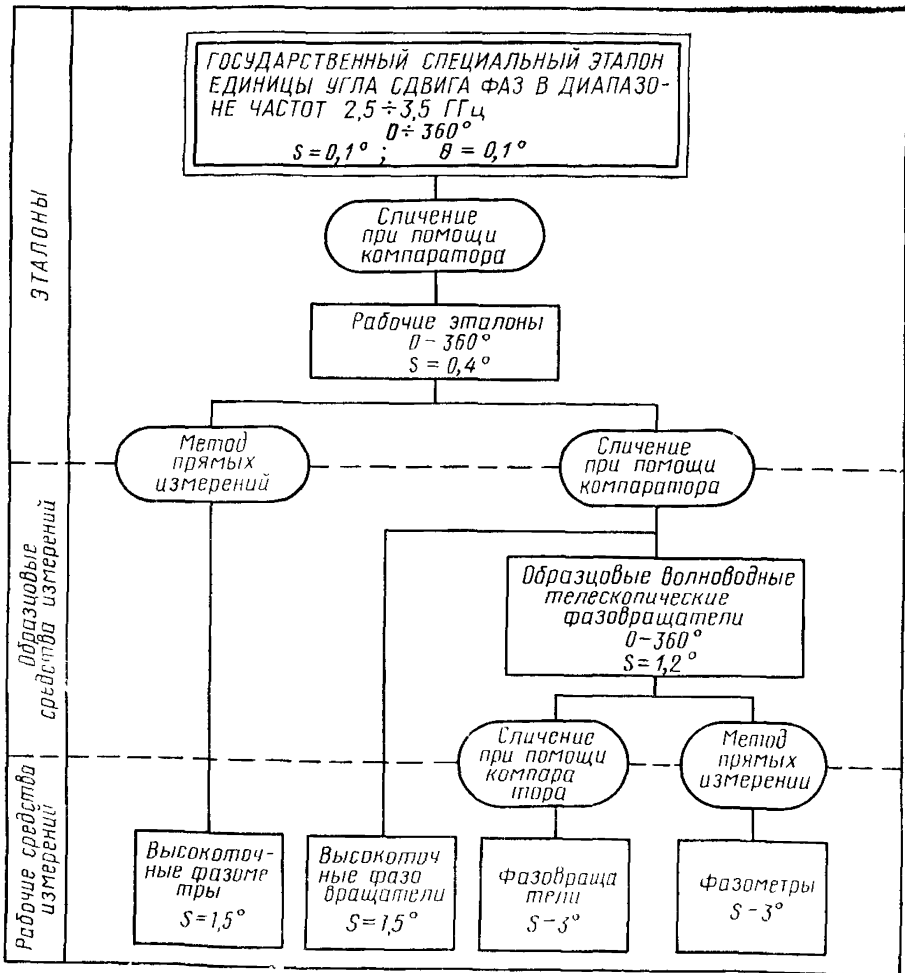 ГОСУДАРСТВЕННЫЙ СПЕЦИАЛЬНЫЙ ЭТАЛОН
ЕДИНИЦЫ УГЛА СДВИГА ФАЗ В ДИАПАЗО-
НЕ ЧАСТОТ 2,5÷3,5 ГГц
0÷360°
S=0,1°; θ=0,1°
ЭТАЛОНЫ
Сличение
при помощи
компаратора
Рабочие эталоны
0-360°
S=0,4°
Метод
прямых
измерений
Сличение
при помощи
компаратора
Образцовые
средства измерений
Образцовые волноводные
телескопические
фазовращатели
0-360°
S=1,2°
Сличение
при помощи
компара
тора
Метод
прямых
измерении
Рабочие средства
измерений
Высокоточ-
ные фазоме
тры
S=1,5°
Высокоточ
ные фазо
вращатели
S=1,5°
Фазовраща
тели
S-3°
Фазометры
S-3°